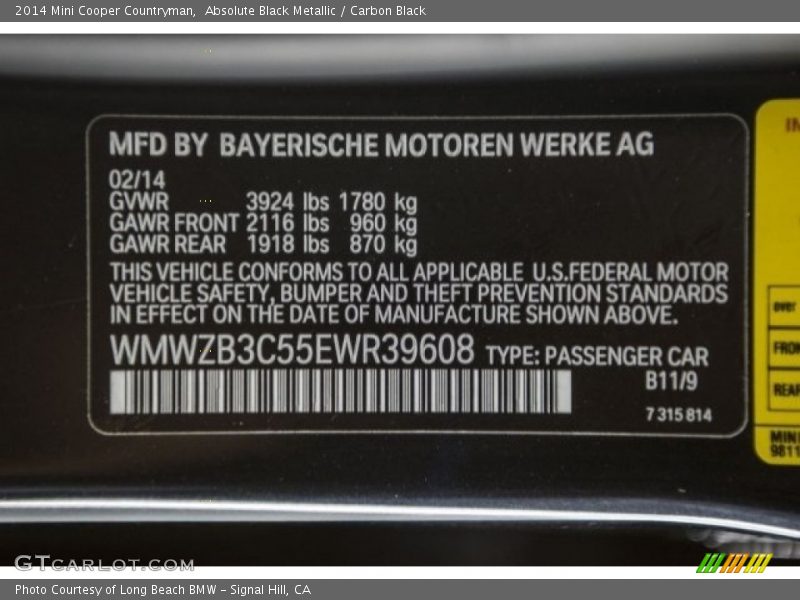 2014 Mini Cooper Countryman, Absolute Black Metallic / Carbon Black
MFD BY BAYERISCHE MOTOREN WERKE AG
02/14
GVWR 3924 lbs 1780 kg
GAWR FRONT 2116 lbs 960 kg
GAWR REAR 1918 lbs 870 kg
THIS VEHICLE CONFORMS TO ALL APPLICABLE U.S.FEDERAL MOTOR
VEHICLE SAFETY, BUMPER AND THEFT PREVENTION STANDARDS
IN EFFECT ON THE DATE OF MANUFACTURE SHOWN ABOVE.
WMWZB3C55EWR39608 TYPE: PASSENGER CAR
B11/9
7 315 814
over
MINI
9811
GTCARLOT.COM
Photo Courtesy of Long Beach BMW - Signal Hill, CA